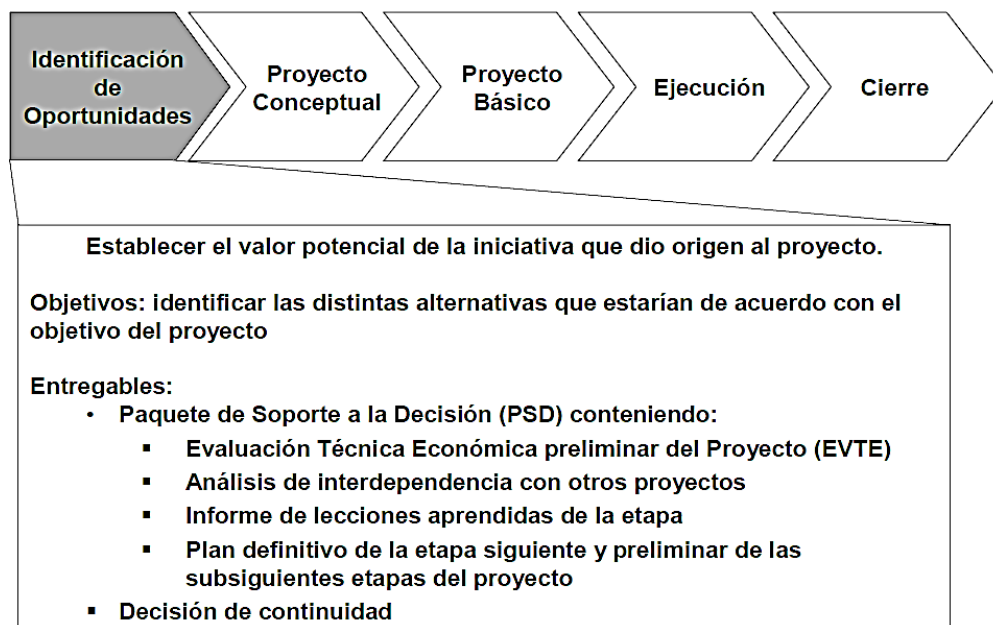 Identificación
de
Oportunidades
Proyecto
Conceptual
Proyecto
Básico
Ejecución
Cierre
Establecer el valor potencial de la iniciativa que dio origen al proyecto.
Objetivos: identificar las distintas alternativas que estarían de acuerdo con el
objetivo del proyecto
Entregables:
• Paquete de Soporte a la Decisión (PSD) conteniendo:
▪ Evaluación Técnica Económica preliminar del Proyecto (EVTE)
▪ Análisis de interdependencia con otros proyectos
▪ Informe de lecciones aprendidas de la etapa
▪ Plan definitivo de la etapa siguiente y preliminar de las
subsiguientes etapas del proyecto
▪ Decisión de continuidad